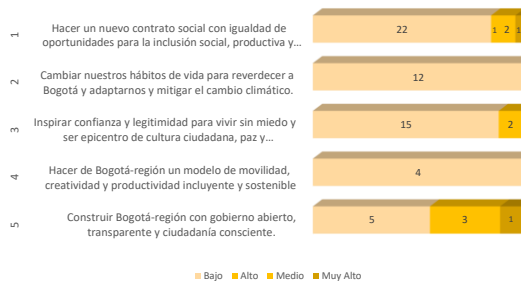 1
Hacer un nuevo contrato social con igualdad de
oportunidades para la inclusión social, productiva y…
22
1
2
1
2
Cambiar nuestros hábitos de vida para reverdecer a
Bogotá y adaptarnos y mitigar el cambio climático.
12
3
Inspirar confianza y legitimidad para vivir sin miedo y
ser epicentro de cultura ciudadana, paz y…
15
2
4
Hacer de Bogotá-región un modelo de movilidad,
creatividad y productividad incluyente y sostenible
4
5
Construir Bogotá-región con gobierno abierto,
transparente y ciudadanía consciente.
5
3
1
Bajo Alto Medio Muy Alto